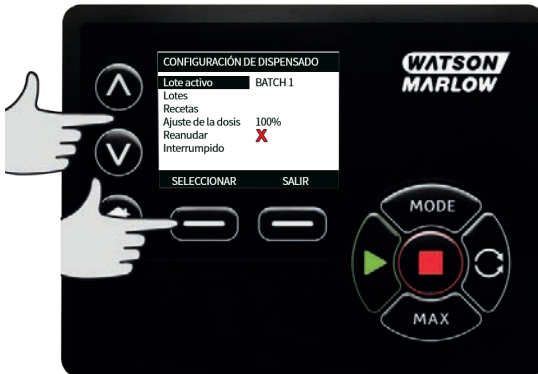 CONFIGURACIÓN DE DISPENSADO
Lote activo BATCH 1
Lotes
Recetas
Ajuste de la dosis 100%
Reanudar X
Interrumpido
SELECCIONAR SALIR
WATSON
MARLOW
MODE
MAX